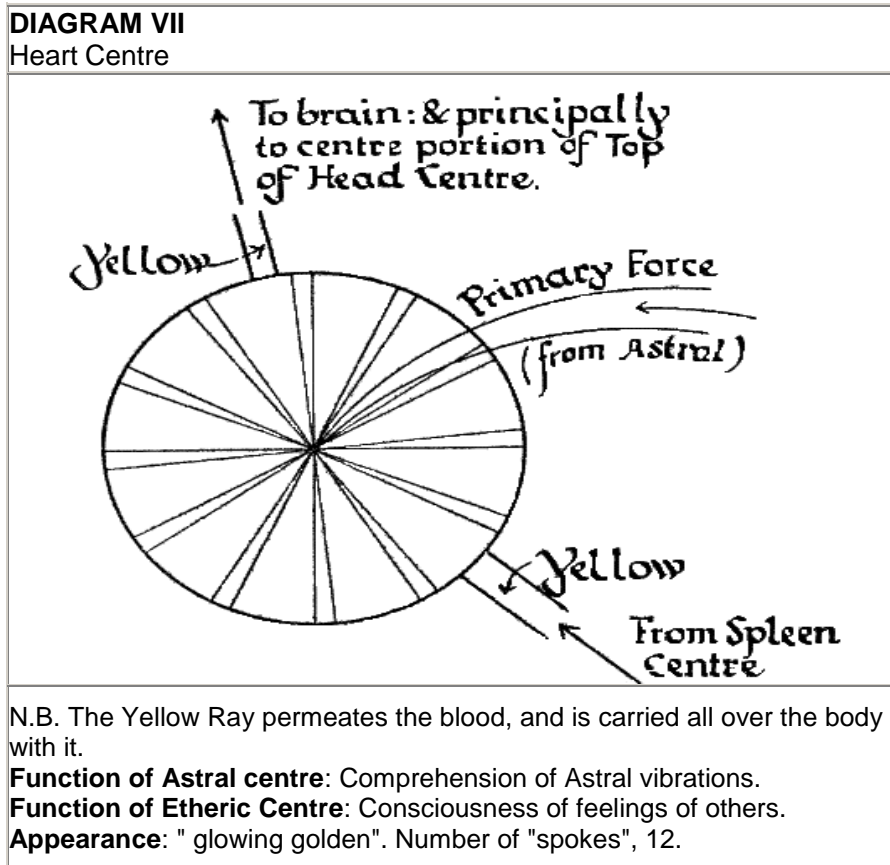 DIAGRAM VII
Heart Centre
To brain: & principally
to centre portion of Top
of Head Centre.
Yellow
Primary Force
(from Astral)
Yellow
From Spleen
Centre
N.B. The Yellow Ray permeates the blood, and is carried all over the body
with it.
Function of Astral centre: Comprehension of Astral vibrations.
Function of Etheric Centre: Consciousness of feelings of others.
Appearance: " glowing golden". Number of "spokes", 12.